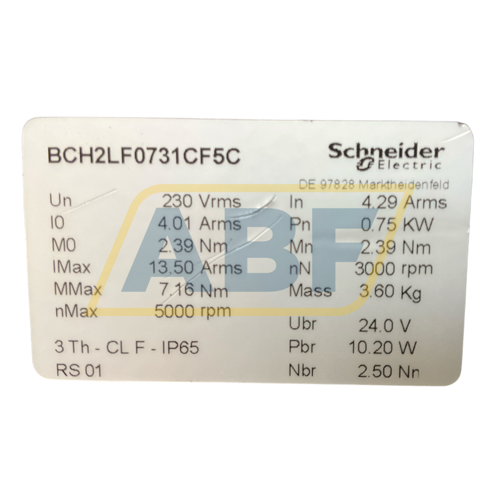 BCH2LF0731CF5C
Schneider Electric
DE 97828 Marktheidenfeld
Un 230 Vrms
I0 4.01 Arms
M0 2.39 Nm
IMax 13.50 Arms
MMax 7.16 Nm
nMax 5000 rpm
3 Th - CL F - IP65
RS 01
In 4.29 Arms
Pn 0.75 KW
Mn 2.39 Nm
nN 3000 rpm
Mass 3.60 Kg
Ubr 24.0 V
Pbr 10.20 W
Nbr 2.50 Nn
ABF